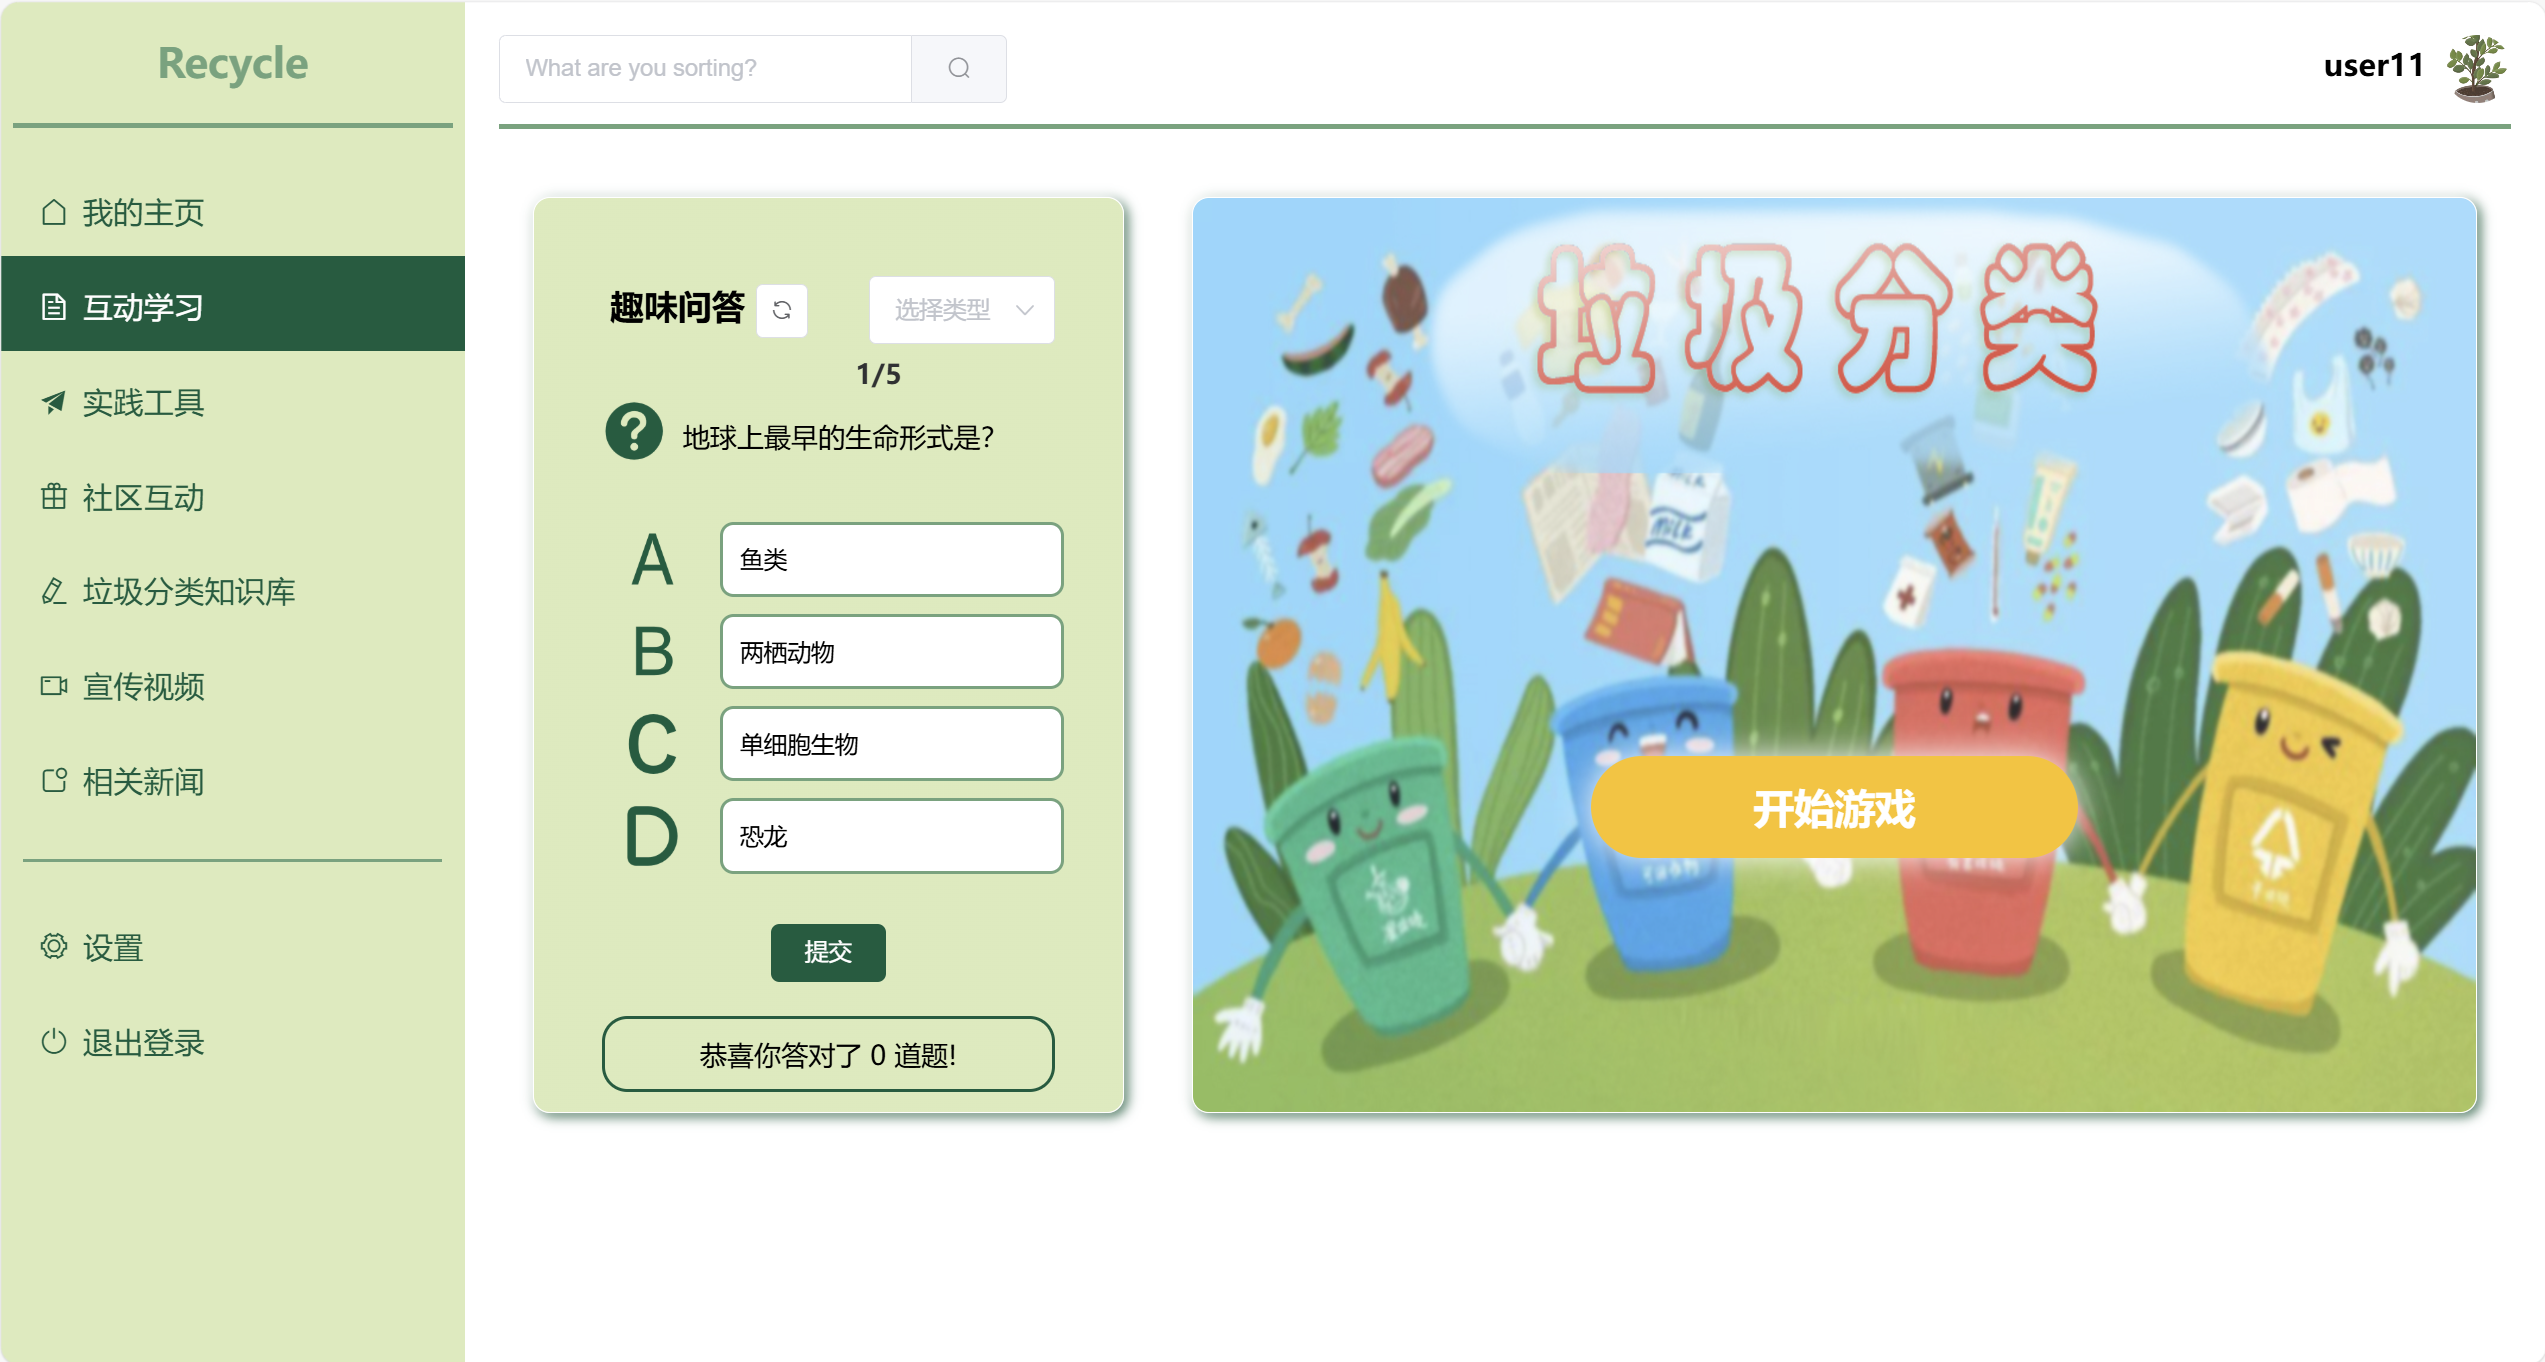 Recycle
What are you sorting?
user11
我的主页
互动学习
实践工具
社区互动
垃圾分类知识库
宣传视频
相关新闻
设置
退出登录
趣味问答
选择类型
1/5
地球上最早的生命形式是？
A 鱼类
B 两栖动物
C 单细胞生物
D 恐龙
提交
恭喜你答对了 0 道题!
垃圾分类
MILK
开始游戏